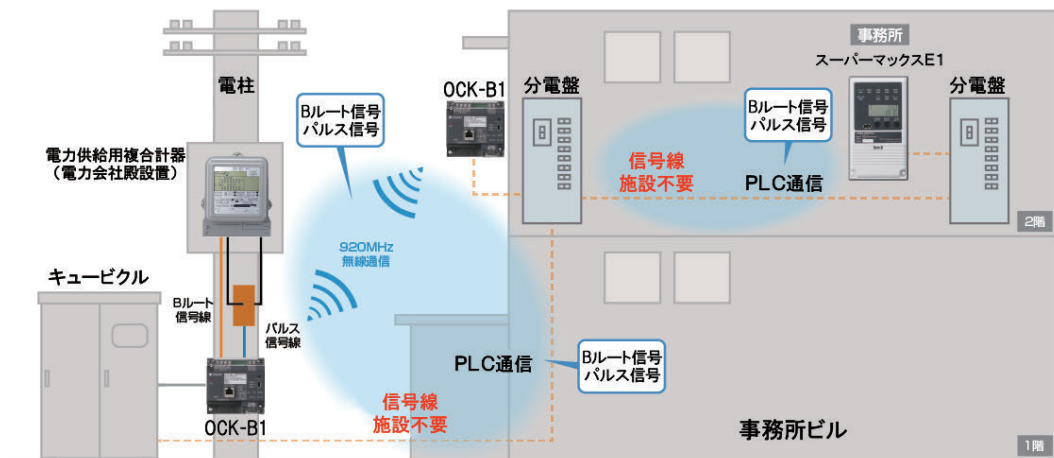 電柱
電力供給用複合計器
(電力会社殿設置)
キュービクル
Bルート
信号線
パルス
信号線
OCK-B1
Bルート信号
パルス信号
920MHz
無線通信
信号線
施設不要
PLC通信
Bルート信号
パルス信号
OCK-B1
分電盤
信号線
施設不要
Bルート信号
パルス信号
PLC通信
事務所
スーパーマックスE1
分電盤
2階
事務所ビル
1階